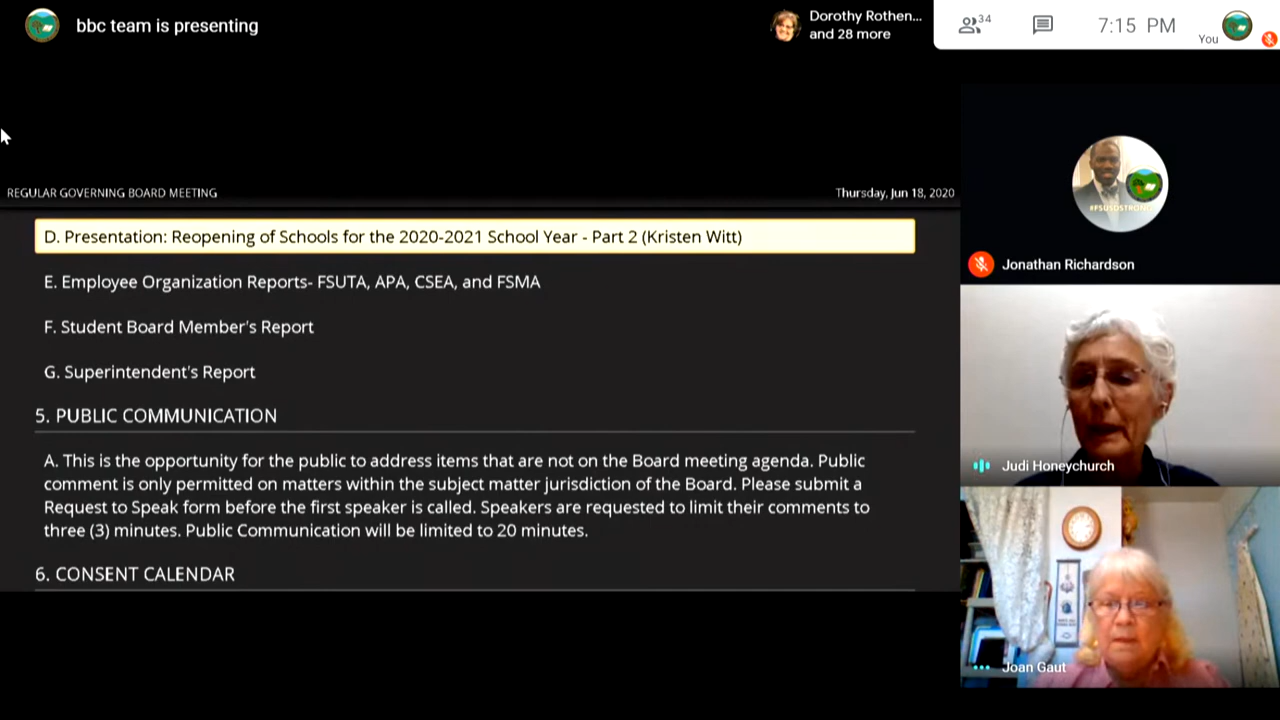 bbc team is presenting
Dorothy Rothen...
and 28 more
34
7:15 PM
You
REGULAR GOVERNING BOARD MEETING
Thursday, Jun 18, 2020
D. Presentation: Reopening of Schools for the 2020-2021 School Year - Part 2 (Kristen Witt)
E. Employee Organization Reports- FSUTA, APA, CSEA, and FSMA
F. Student Board Member's Report
G. Superintendent's Report
5. PUBLIC COMMUNICATION
A. This is the opportunity for the public to address items that are not on the Board meeting agenda. Public
comment is only permitted on matters within the subject matter jurisdiction of the Board. Please submit a
Request to Speak form before the first speaker is called. Speakers are requested to limit their comments to
three (3) minutes. Public Communication will be limited to 20 minutes.
6. CONSENT CALENDAR
#FSUSDSTRONG
Jonathan Richardson
Judi Honeychurch
Joan Gaut